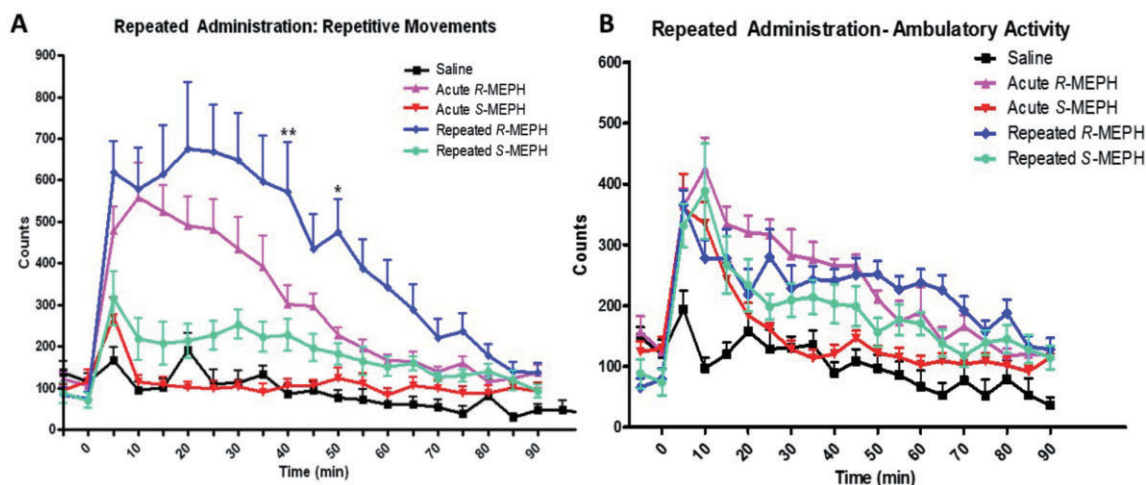 A
Repeated Administration: Repetitive Movements
Saline
Acute R-MEPH
Acute S-MEPH
Repeated R-MEPH
Repeated S-MEPH
**
*
Counts
900
800
700
600
500
400
300
200
100
0
0
10
20
30
40
50
60
70
80
90
Time (min)
B
Repeated Administration- Ambulatory Activity
Saline
Acute R-MEPH
Acute S-MEPH
Repeated R-MEPH
Repeated S-MEPH
Counts
600
500
400
300
200
100
0
0
10
20
30
40
50
60
70
80
90
Time (min)